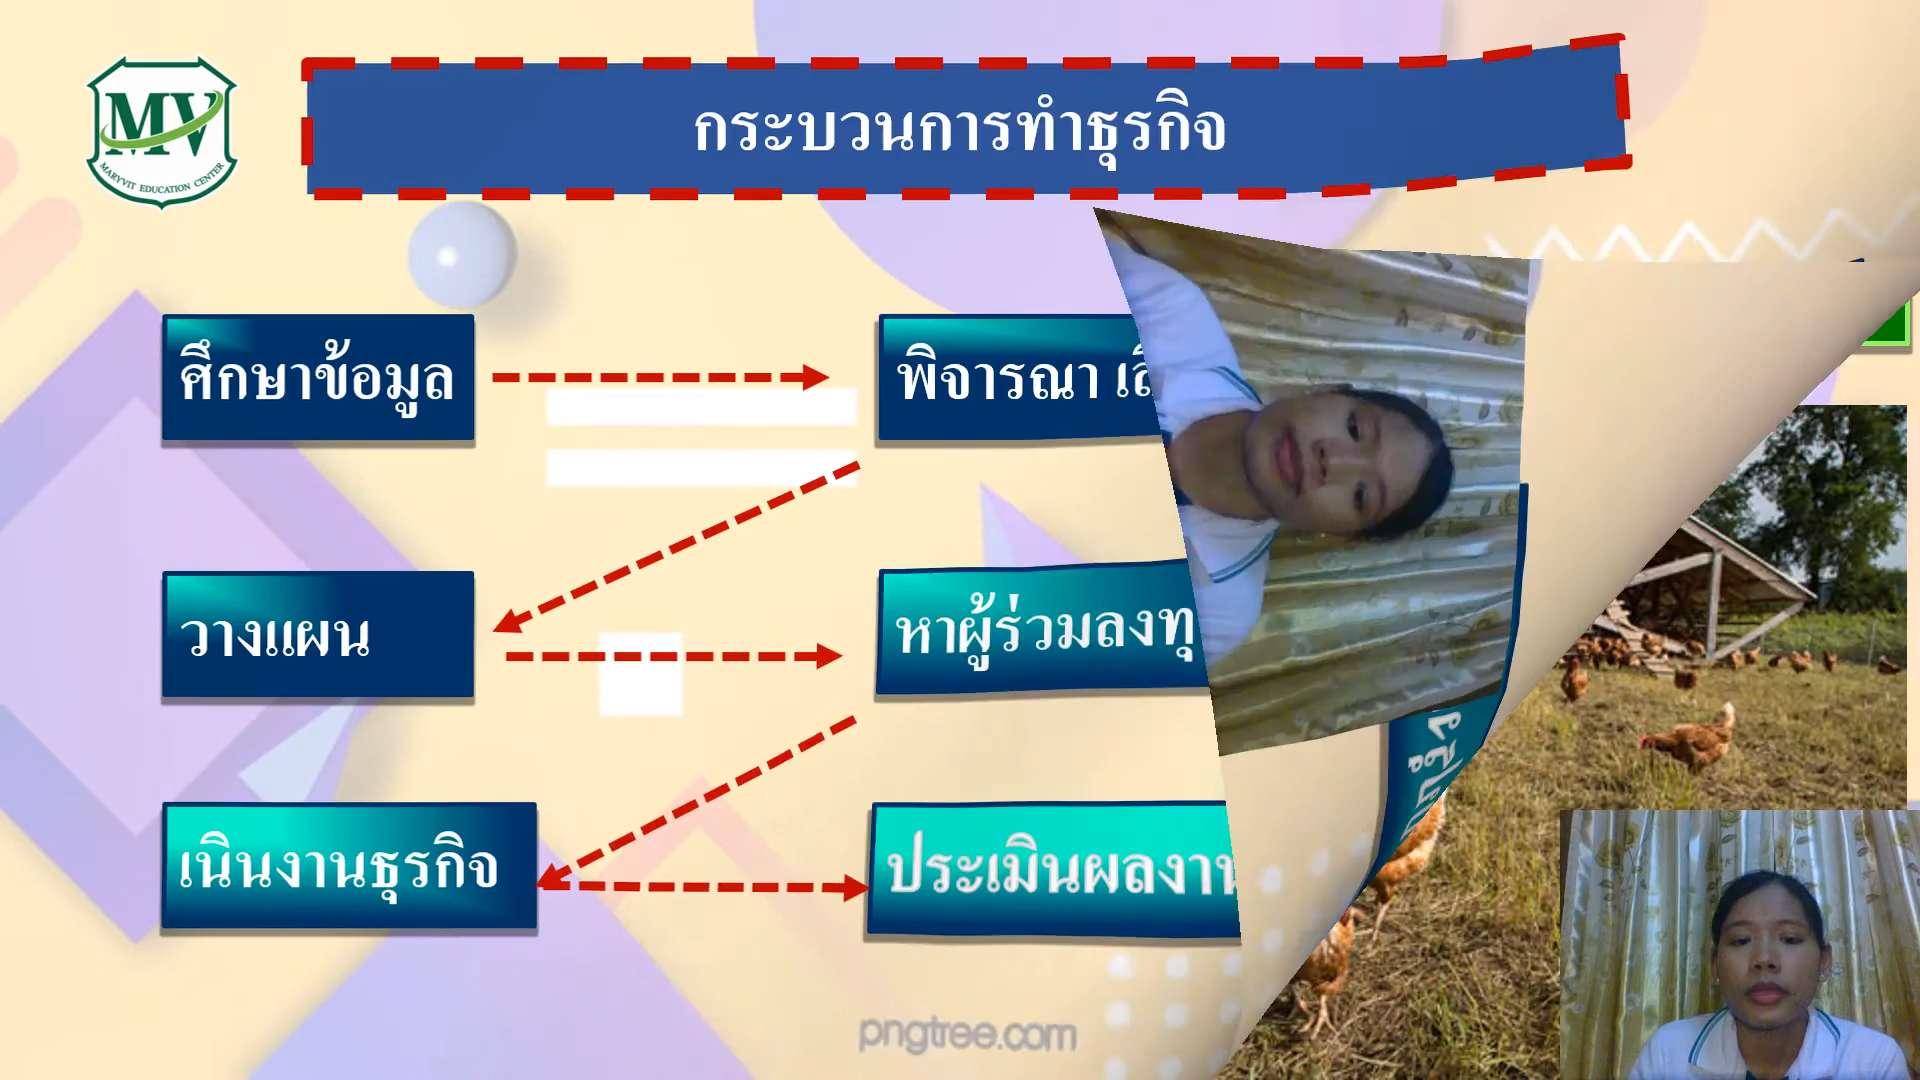 MV
MARYVIT EDUCATION CENTER
กระบวนการทำธุรกิจ
ศึกษาข้อมูล
พิจารณา
วางแผน
หาผู้ร่วมลงทุ
เนินงานธุรกิจ
ประเมินผลงาน
pngtree.com